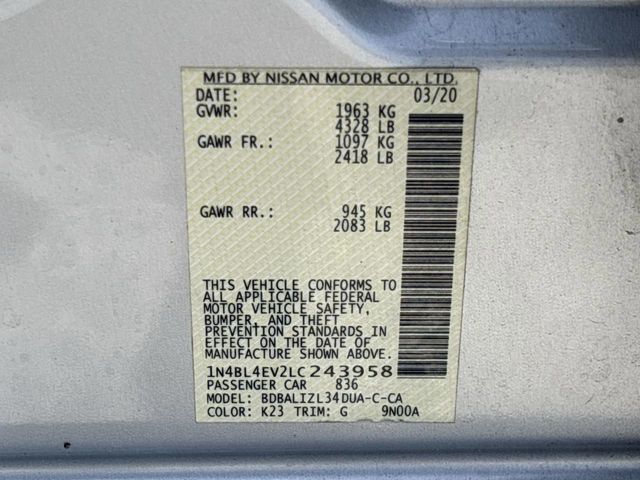 MFD BY NISSAN MOTOR CO., LTD.
DATE: 03/20
GVWR: 1963 KG
4328 LB
GAWR FR.: 1097 KG
2418 LB
GAWR RR.: 945 KG
2083 LB
THIS VEHICLE CONFORMS TO
ALL APPLICABLE FEDERAL
MOTOR VEHICLE SAFETY,
BUMPER, AND THEFT
PREVENTION STANDARDS IN
EFFECT ON THE DATE OF
MANUFACTURE SHOWN ABOVE.
1N4BL4EV2LC243958
PASSENGER CAR 836
MODEL: BDBALIZL34DUA-C-CA
COLOR: K23 TRIM: G 9N00A